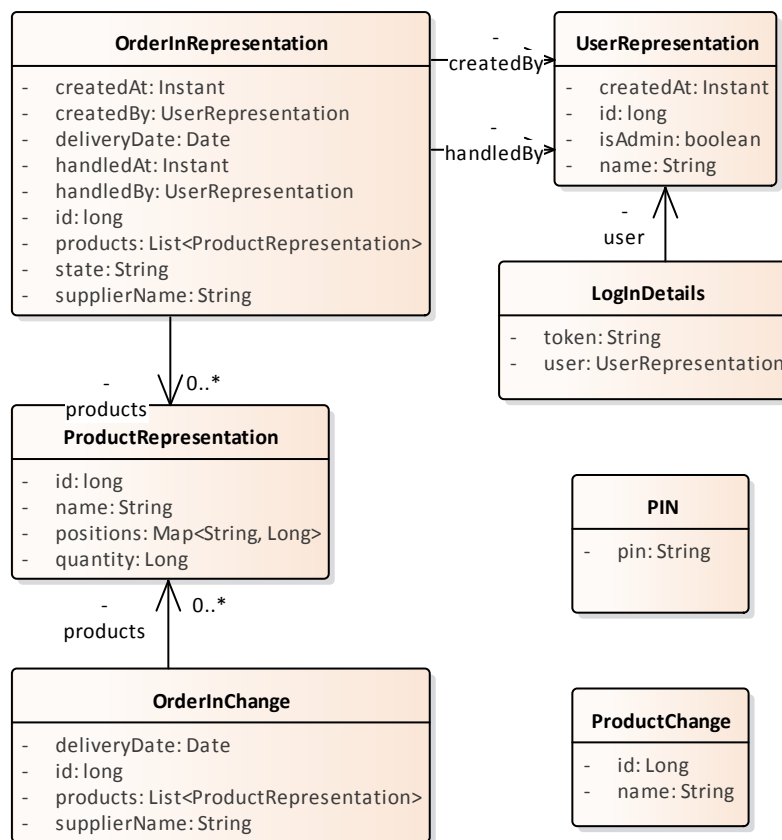 OrderInRepresentation
- createdAt: Instant
- createdBy: UserRepresentation
- deliveryDate: Date
- handledAt: Instant
- handledBy: UserRepresentation
- id: long
- products: List<ProductRepresentation>
- state: String
- supplierName: String
-
createdBy
-
handledBy
UserRepresentation
- createdAt: Instant
- id: long
- isAdmin: boolean
- name: String
-
user
LogInDetails
- token: String
- user: UserRepresentation
- 0..*
products
ProductRepresentation
- id: long
- name: String
- positions: Map<String, Long>
- quantity: Long
PIN
- pin: String
- 0..*
products
OrderInChange
- deliveryDate: Date
- id: long
- products: List<ProductRepresentation>
- supplierName: String
ProductChange
- id: Long
- name: String